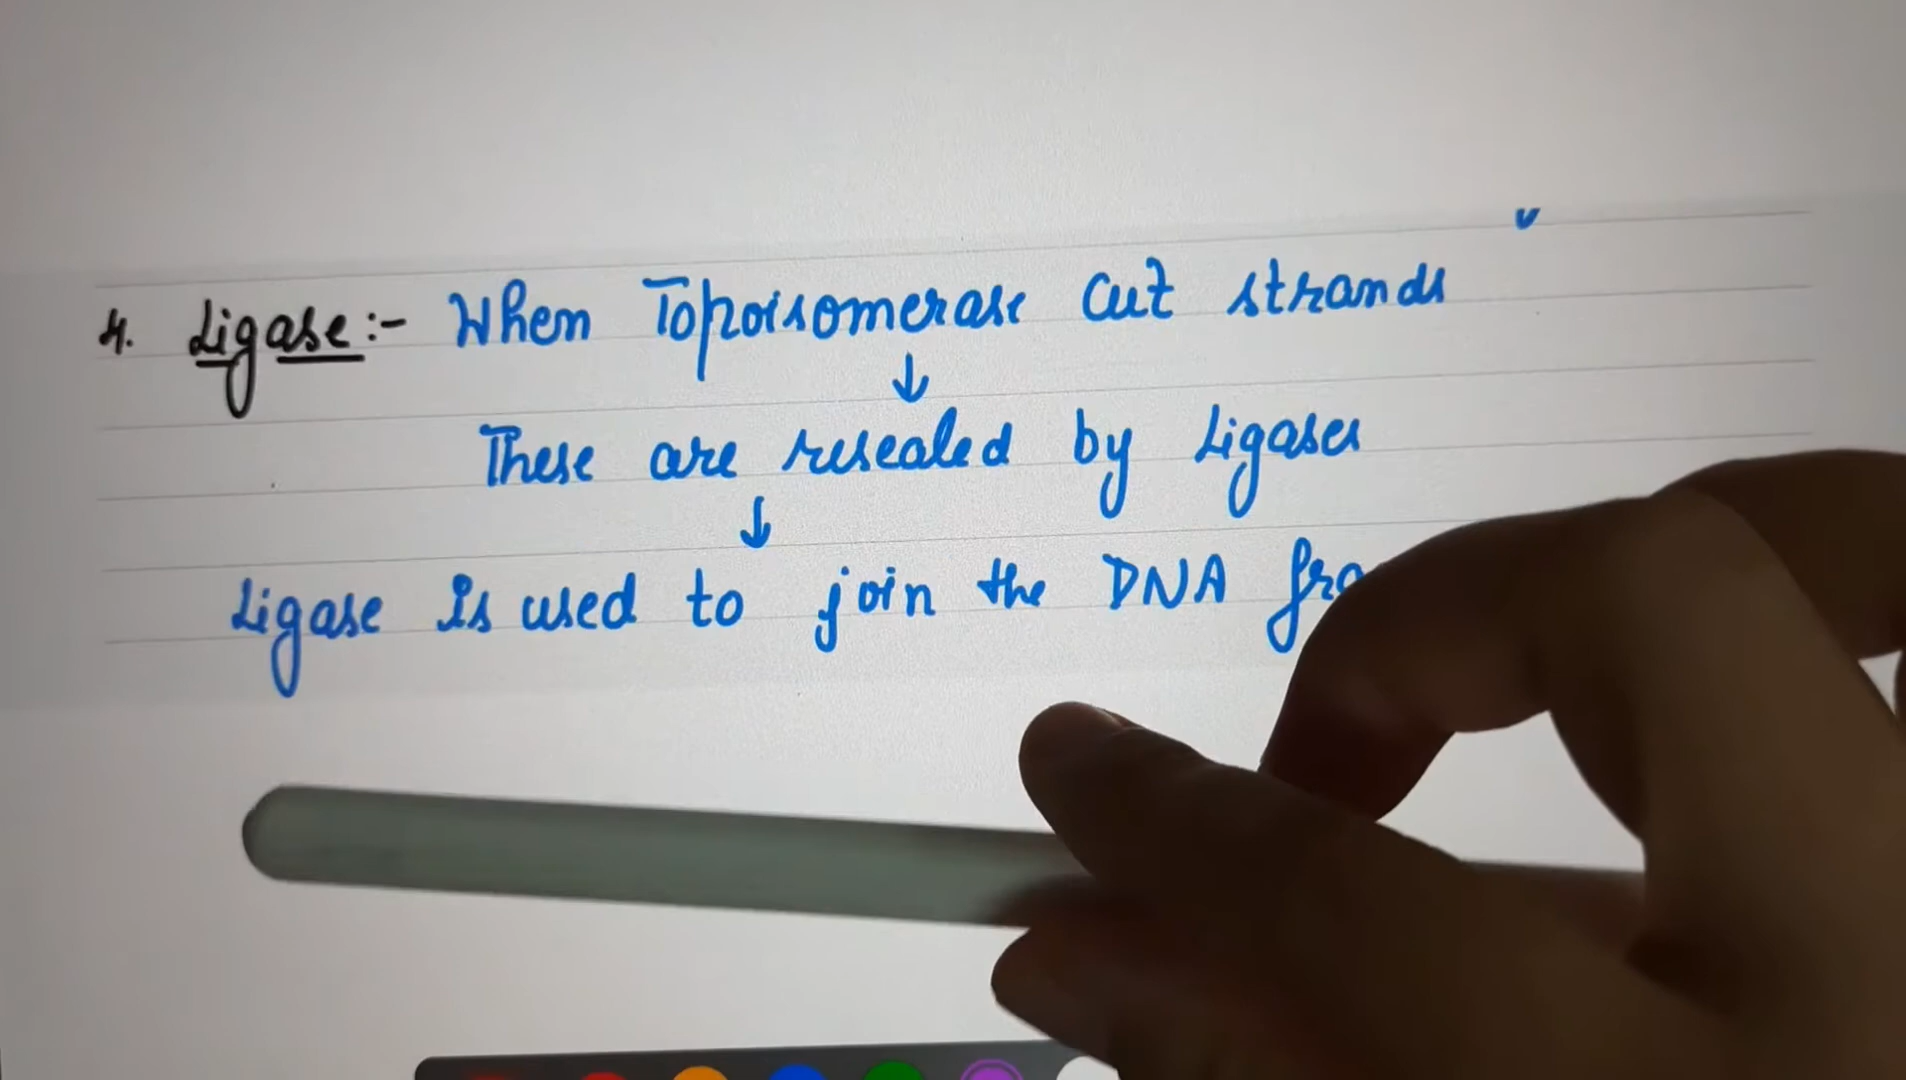 4. Ligase:- When Topoisomerase cut strands
↓
These are resealed by Ligases
↓
Ligase Is used to join the DNA